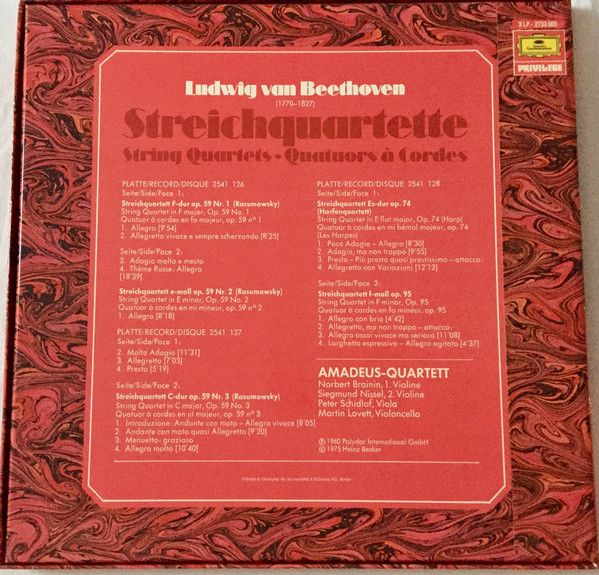 3 LP - 2733 005
Deutsche
Grammophon
PRIVILEGE
Ludwig van Beethoven
(1770–1827)
Streichquartette
String Quartets • Quatuors à Cordes
PLATTE/RECORD/DISQUE 2541 126
Seite/Side/Face 1:
Streichquartett F-dur op. 59 Nr. 1 (Rasumowsky)
String Quartet in F major, Op. 59 No. 1
Quatuor à cordes en fa majeur, op. 59 n° 1
1. Allegro [9'54]
2. Allegretto vivace e sempre scherzando [8'25]
Seite/Side/Face 2:
3. Adagio molto e mesto
4. Thème Russe: Allegro
[18'39]
Streichquartett e-moll op. 59 Nr. 2 (Rasumowsky)
String Quartet in E minor, Op. 59 No. 2
Quatuor à cordes en mi mineur, op. 59 n° 2
1. Allegro [8'18]
PLATTE/RECORD/DISQUE 2541 127
Seite/Side/Face 1:
2. Molto Adagio [11'31]
3. Allegretto [7'03]
4. Presto [5'19]
Seite/Side/Face 2:
Streichquartett C-dur op. 59 Nr. 3 (Rasumowsky)
String Quartet in C major, Op. 59 No. 3
Quatuor à cordes en ut majeur, op. 59 n° 3
1. Introduzione: Andante con moto – Allegro vivace [8'05]
2. Andante con moto quasi Allegretto [9'20]
3. Menuetto: grazioso
4. Allegro molto [10'40]
PLATTE/RECORD/DISQUE 2541 128
Seite/Side/Face 1:
Streichquartett Es-dur op. 74
(Harfenquartett)
String Quartet in E flat major, Op. 74 (Harp)
Quatuor à cordes en mi bémol majeur, op. 74
(Les Harpes)
1. Poco Adagio – Allegro [8'30]
2. Adagio, ma non troppo [9'55]
3. Presto – Più presto quasi prestissimo – attacca:
4. Allegretto con Variazioni [12'12]
Seite/Side/Face 2:
Streichquartett f-moll op. 95
String Quartet in F minor, Op. 95
Quatuor à cordes en fa mineur, op. 95
1. Allegro con brio [4'42]
2. Allegretto, ma non troppo – attacca:
3. Allegro assai vivace ma serioso [11'08]
4. Larghetto espressivo – Allegro agitato [4'37]
AMADEUS-QUARTETT
Norbert Brainin, 1. Violine
Siegmund Nissel, 2. Violine
Peter Schidlof, Viola
Martin Lovett, Violoncello
℗ 1960 Polydor International GmbH
© 1975 Heinz Becker
Printed in Germany